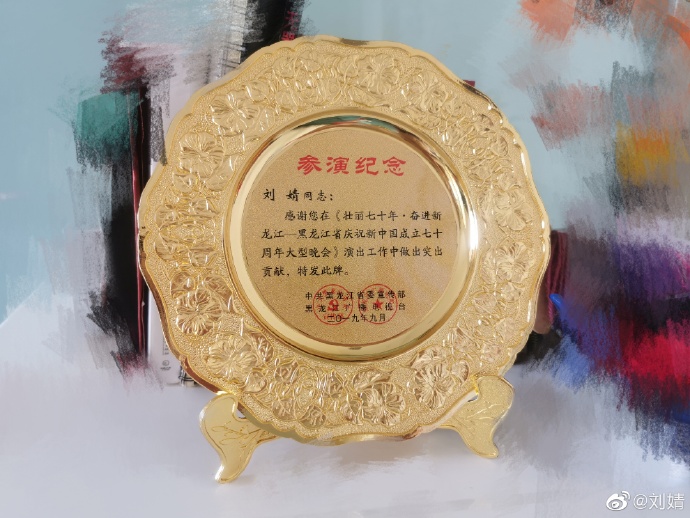 参演纪念
刘 婧同志：
感谢您在《壮丽七十年·奋进新
龙江—黑龙江省庆祝新中国成立七十
周年大型晚会》演出工作中做出突出
贡献，特发此牌。
中共黑龙江省委宣传部
黑龙江广播电视台
二〇一九年九月
@刘婧